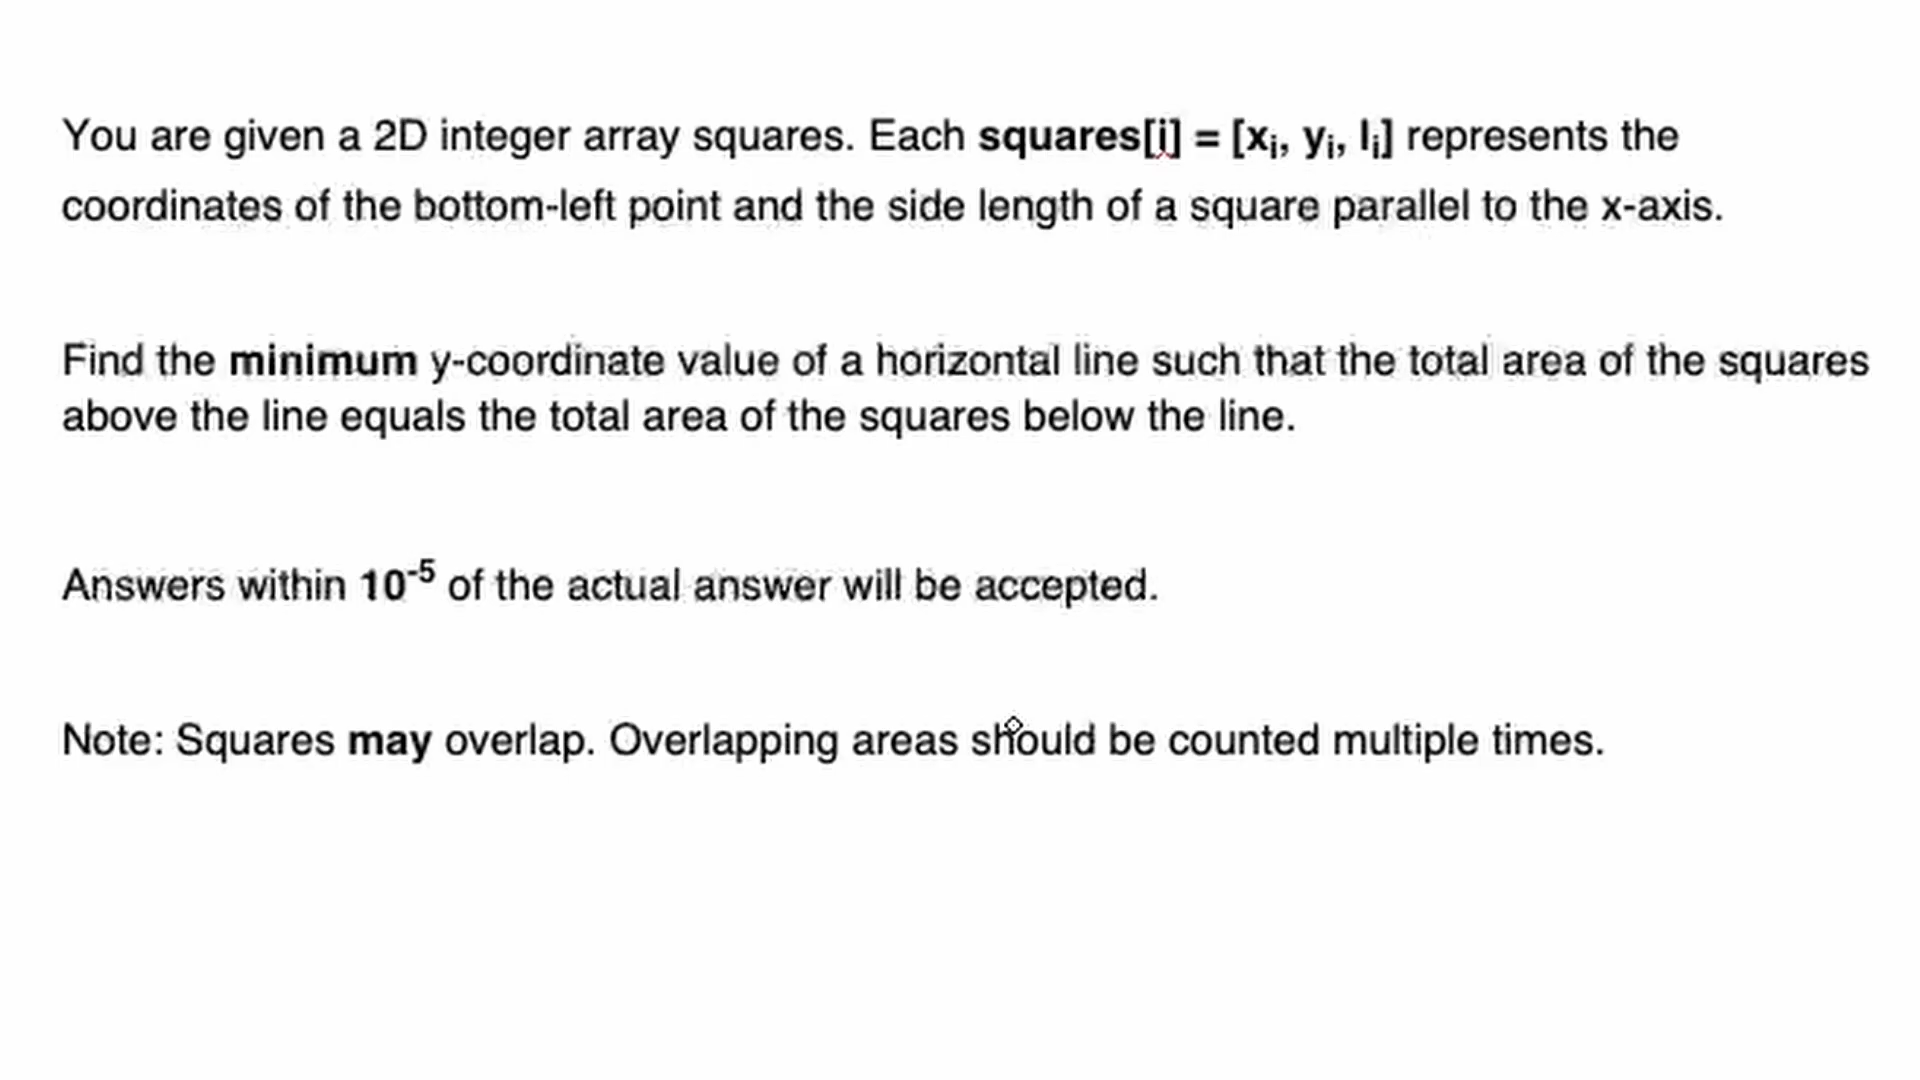 You are given a 2D integer array squares. Each squares[i] = [xᵢ, yᵢ, lᵢ] represents the
coordinates of the bottom-left point and the side length of a square parallel to the x-axis.
Find the minimum y-coordinate value of a horizontal line such that the total area of the squares
above the line equals the total area of the squares below the line.
Answers within 10⁻⁵ of the actual answer will be accepted.
Note: Squares may overlap. Overlapping areas should be counted multiple times.